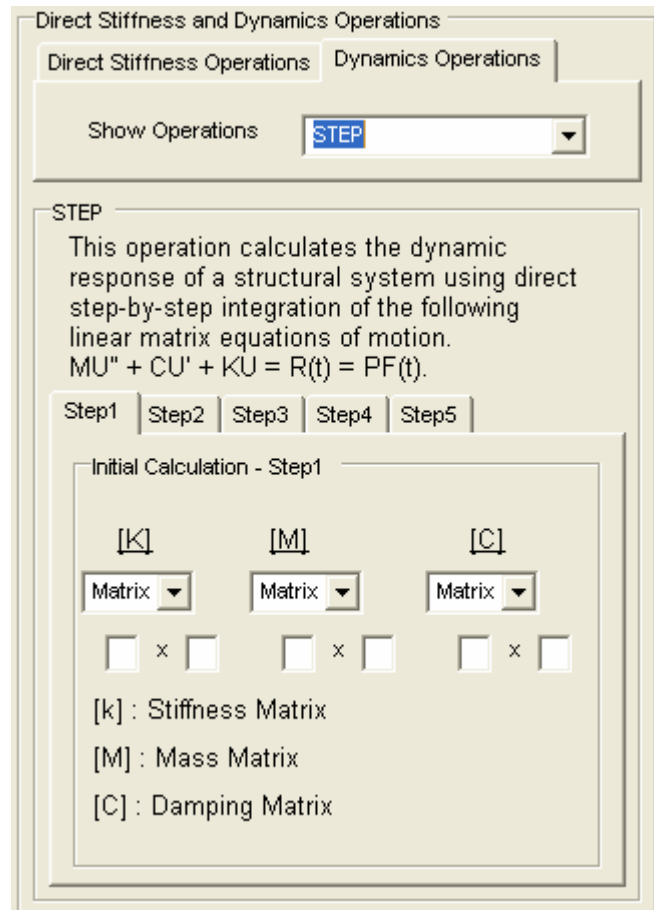 Direct Stiffness and Dynamics Operations
Direct Stiffness Operations Dynamics Operations
Show Operations STEP
STEP
This operation calculates the dynamic
response of a structural system using direct
step-by-step integration of the following
linear matrix equations of motion.
MU" + CU' + KU = R(t) = PF(t).
Step1 Step2 Step3 Step4 Step5
Initial Calculation - Step1
[K] [M] [C]
Matrix Matrix Matrix
x x x
[k] : Stiffness Matrix
[M] : Mass Matrix
[C] : Damping Matrix